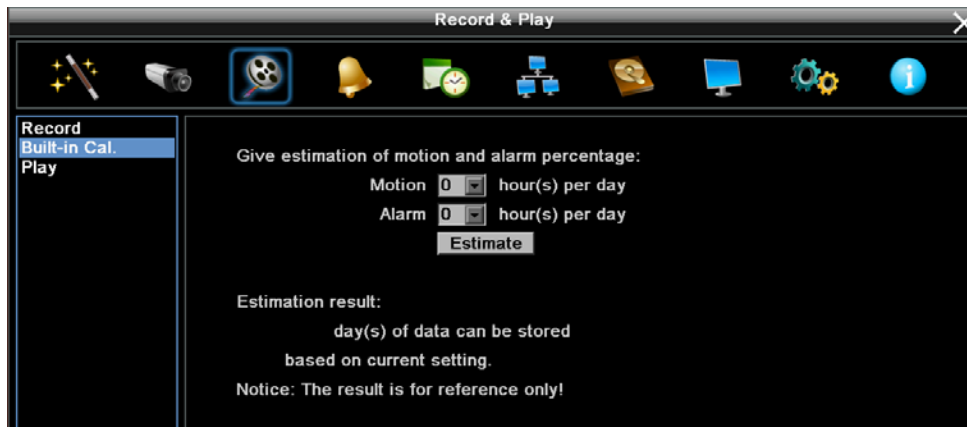 Record & Play
Record
Built-in Cal.
Play
Give estimation of motion and alarm percentage:
Motion 0 hour(s) per day
Alarm 0 hour(s) per day
Estimate
Estimation result:
day(s) of data can be stored
based on current setting.
Notice: The result is for reference only!